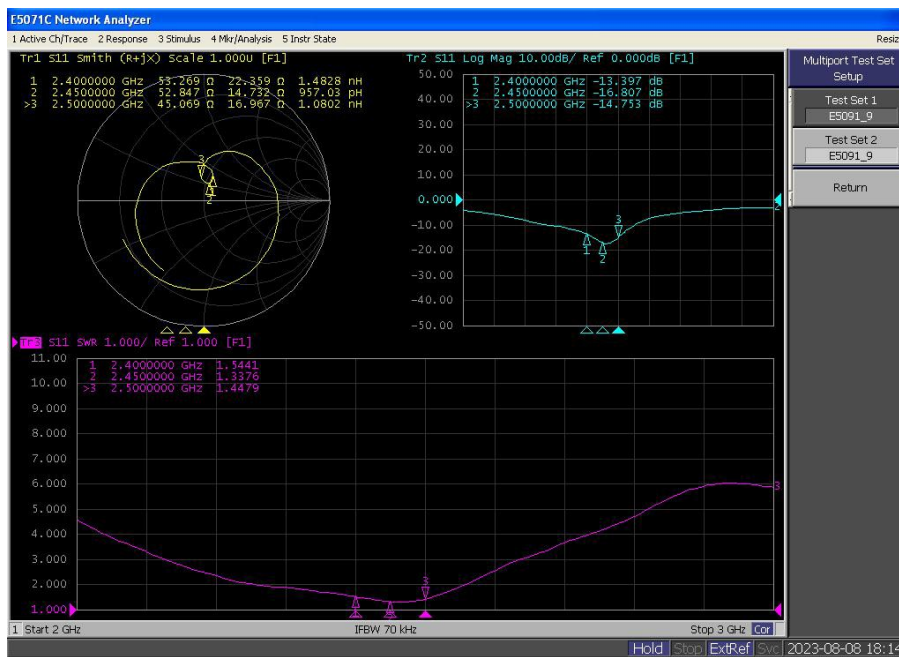 E5071C Network Analyzer
1 Active Ch/Trace 2 Response 3 Stimulus 4 Mkr/Analysis 5 Instr State
Resiz
Tr1 S11 Smith (R+jX) Scale 1.000U [F1]
1 2.4000000 GHz 53.269 Ω 22.359 Ω 1.4828 nH
2 2.4500000 GHz 52.847 Ω 14.732 Ω 957.03 pH
>3 2.5000000 GHz 45.069 Ω 16.967 Ω 1.0802 nH
3
1
2
Tr2 S11 Log Mag 10.00dB/ Ref 0.000dB [F1]
50.00
40.00
30.00
20.00
10.00
0.000
-10.00
-20.00
-30.00
-40.00
-50.00
1 2.4000000 GHz -13.397 dB
2 2.4500000 GHz -16.807 dB
>3 2.5000000 GHz -14.753 dB
3
1
2
2
Tr3 S11 SWR 1.000/ Ref 1.000 [F1]
11.00
10.00
9.000
8.000
7.000
6.000
5.000
4.000
3.000
2.000
1.000
1 2.4000000 GHz 1.5441
2 2.4500000 GHz 1.3376
>3 2.5000000 GHz 1.4479
3
3
1 Start 2 GHz
IFBW 70 kHz
Stop 3 GHz Cor
Multiport Test Set
Setup
Test Set 1
E5091_9
Test Set 2
E5091_9
Return
Hold Stop ExtRef Svc 2023-08-08 18:14